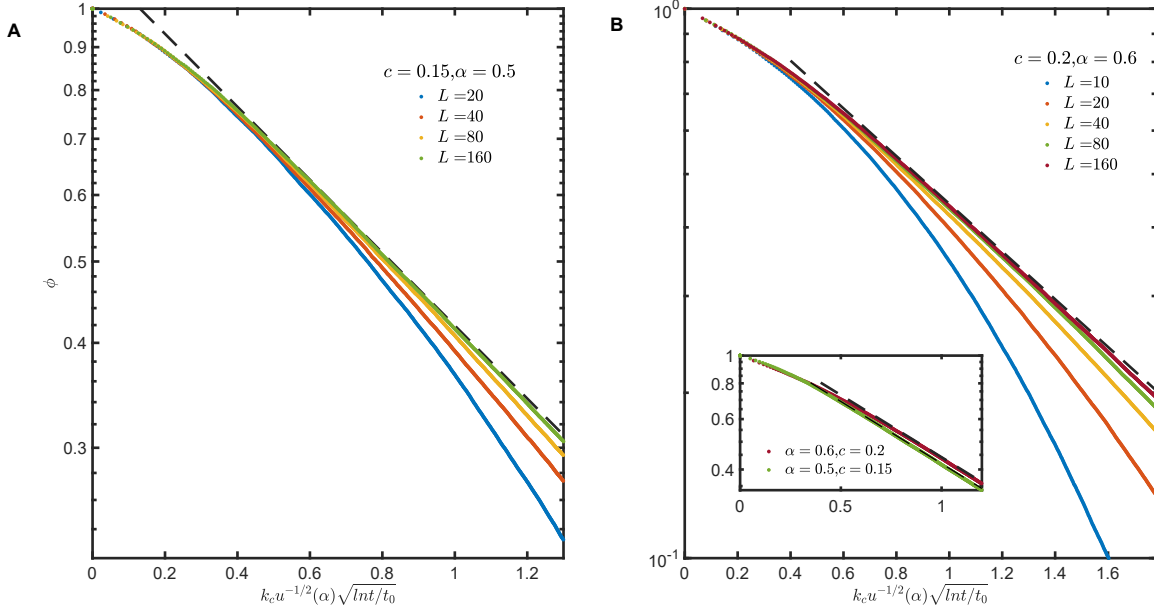 A
1
0.9
0.8
0.7
0.6
0.5
0.4
0.3
ϕ
c = 0.15,α = 0.5
L =20
L =40
L =80
L =160
0 0.2 0.4 0.6 0.8 1 1.2
k_c u^{-1/2}(α)√(lnt/t_0)
B
10^0
10^{-1}
c = 0.2,α = 0.6
L =10
L =20
L =40
L =80
L =160
1
0.8
0.6
0.4
α = 0.6,c = 0.2
α = 0.5,c = 0.15
0 0.5 1
0 0.2 0.4 0.6 0.8 1 1.2 1.4 1.6
k_c u^{-1/2}(α)√(lnt/t_0)